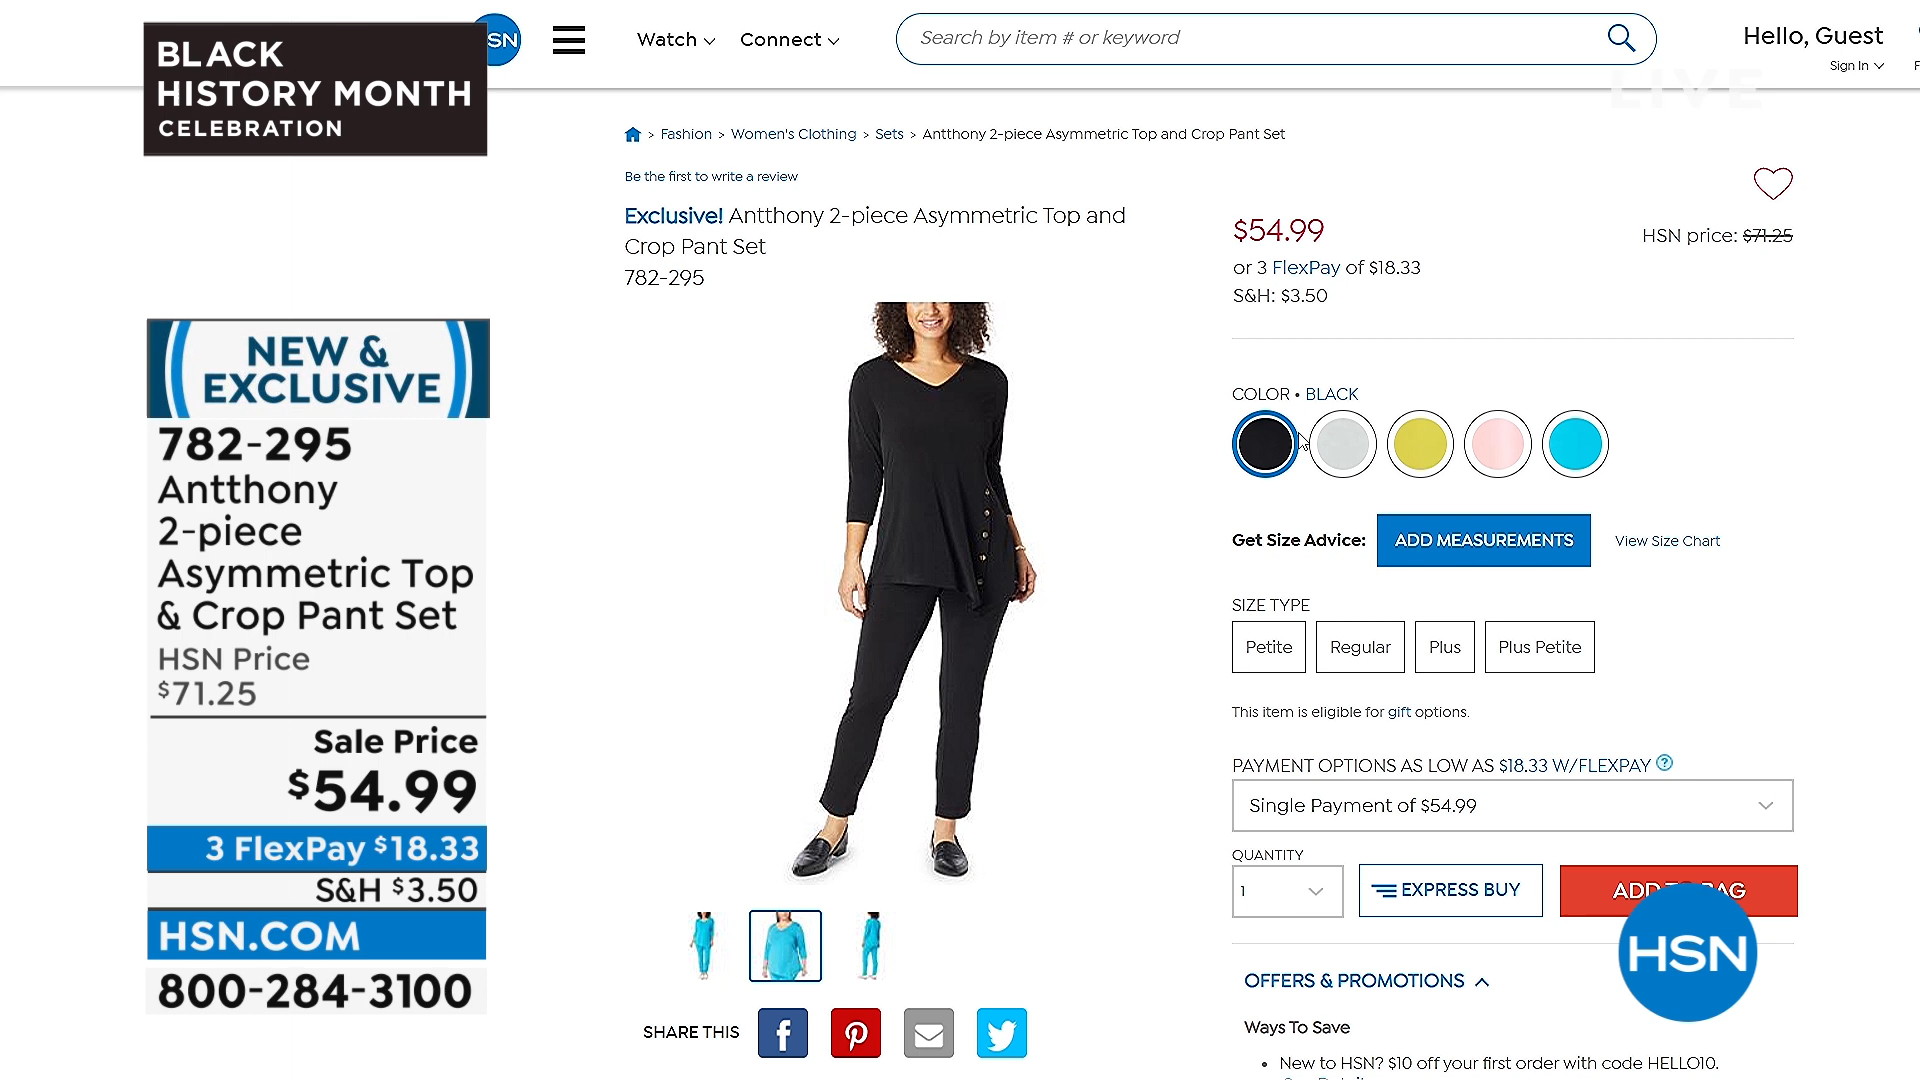 BLACK
HISTORY MONTH
CELEBRATION
HSN
Watch
Connect
Search by item # or keyword
Hello, Guest
Sign In
LIVE
> Fashion > Women's Clothing > Sets > Antthony 2-piece Asymmetric Top and Crop Pant Set
Be the first to write a review
Exclusive! Antthony 2-piece Asymmetric Top and
Crop Pant Set
782-295
$54.99
HSN price: $71.25
or 3 FlexPay of $18.33
S&H: $3.50
NEW &
EXCLUSIVE
782-295
Antthony
2-piece
Asymmetric Top
& Crop Pant Set
HSN Price
$71.25
Sale Price
$54.99
3 FlexPay $18.33
S&H $3.50
HSN.COM
800-284-3100
COLOR • BLACK
Get Size Advice:
ADD MEASUREMENTS
View Size Chart
SIZE TYPE
Petite
Regular
Plus
Plus Petite
This item is eligible for gift options.
PAYMENT OPTIONS AS LOW AS $18.33 W/FLEXPAY ?
Single Payment of $54.99
QUANTITY
1
EXPRESS BUY
ADD TO BAG
HSN
OFFERS & PROMOTIONS
Ways To Save
• New to HSN? $10 off your first order with code HELLO10.
SHARE THIS